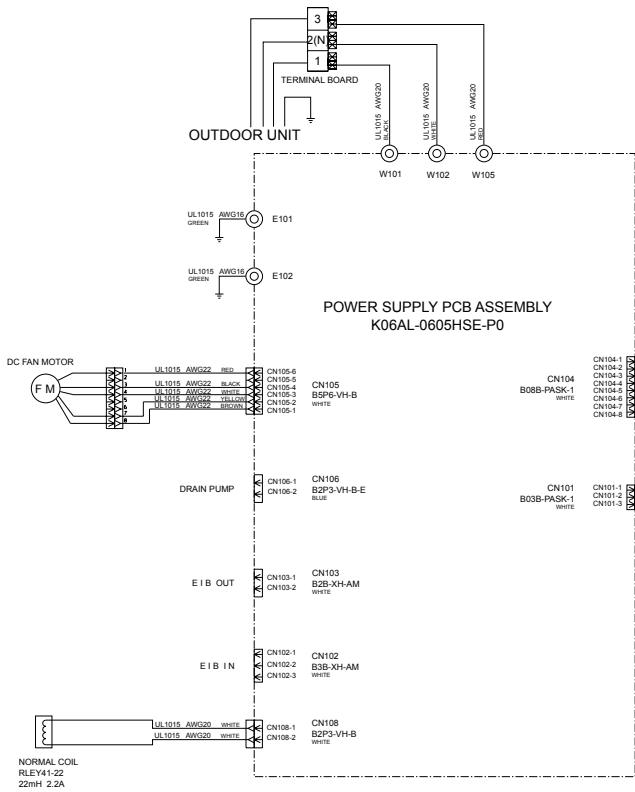 3
2(N)
1
TERMINAL BOARD
OUTDOOR UNIT
UL1015 AWG20
BLACK
UL1015 AWG20
WHITE
UL1015 AWG20
RED
W101
W102
W105
UL1015 AWG16
GREEN
E101
UL1015 AWG16
GREEN
E102
POWER SUPPLY PCB ASSEMBLY
K06AL-0605HSE-P0
DC FAN MOTOR
F M
1
2
3
4
5
6
7
8
UL1015 AWG22 RED
UL1015 AWG22 BLACK
UL1015 AWG22 WHITE
UL1015 AWG22 YELLOW
UL1015 AWG22 BROWN
CN105-6
CN105-5
CN105-4
CN105-3
CN105-2
CN105-1
CN105
B5P6-VH-B
WHITE
CN104
B08B-PASK-1
WHITE
CN104-1
CN104-2
CN104-3
CN104-4
CN104-5
CN104-6
CN104-7
CN104-8
DRAIN PUMP
CN106-1
CN106-2
CN106
B2P3-VH-B-E
BLUE
CN101
B03B-PASK-1
WHITE
CN101-1
CN101-2
CN101-3
E I B OUT
CN103-1
CN103-2
CN103
B2B-XH-AM
WHITE
E I B IN
CN102-1
CN102-2
CN102-3
CN102
B3B-XH-AM
WHITE
UL1015 AWG20 WHITE
UL1015 AWG20 WHITE
CN108-1
CN108-2
CN108
B2P3-VH-B
WHITE
NORMAL COIL
RLEY41-22
22mH 2.2A